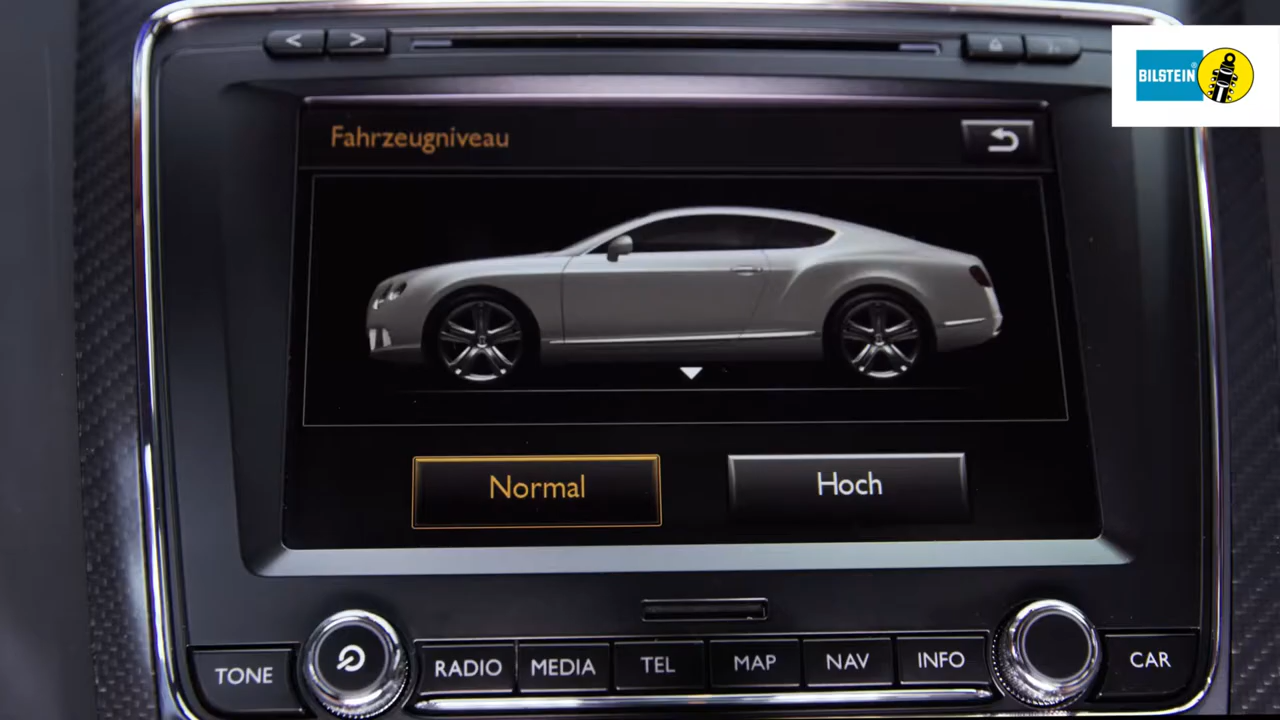 BILSTEIN®
Fahrzeugniveau
Normal
Hoch
TONE
RADIO
MEDIA
TEL
MAP
NAV
INFO
CAR